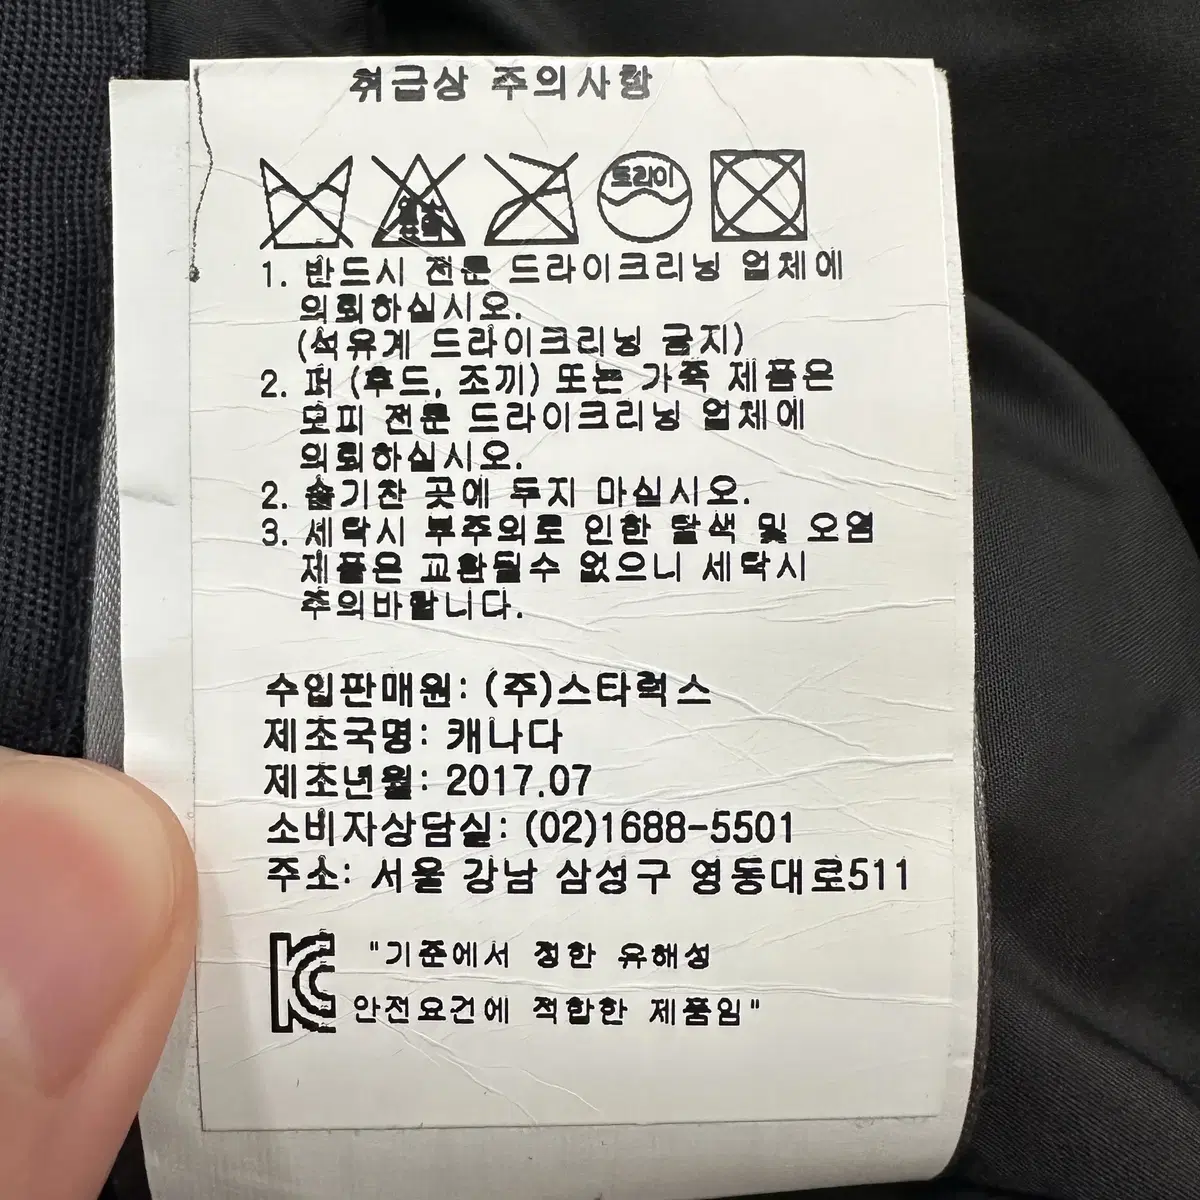 취급상 주의사항
드라이
1. 반드시 전문 드라이크리닝 업체에
의뢰하십시오.
(석유계 드라이크리닝 금지)
2. 퍼 (후드, 조끼) 또는 가죽 제품은
모피 전문 드라이크리닝 업체에
의뢰하십시오.
2. 습기찬 곳에 두지 마십시오.
3. 세탁시 부주의로 인한 탈색 및 오염
제품은 교환될수 없으니 세탁시
주의바랍니다.
수입판매원: (주)스타럭스
제조국명: 캐나다
제조년월: 2017.07
소비자상담실: (02)1688-5501
주소: 서울 강남 삼성구 영동대로511
"기준에서 정한 유해성
안전요건에 적합한 제품임"